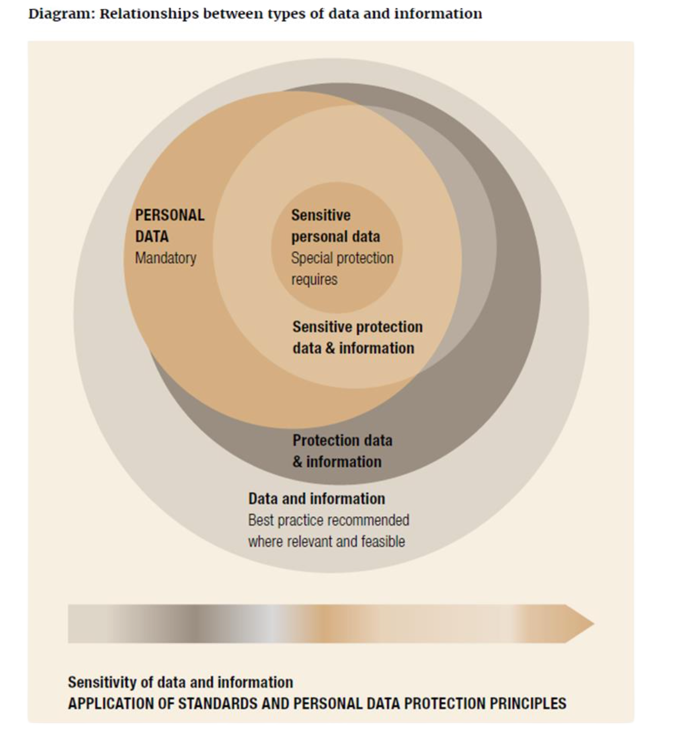 Diagram: Relationships between types of data and information
PERSONAL
DATA
Mandatory
Sensitive
personal data
Special protection
requires
Sensitive protection
data & information
Protection data
& information
Data and information
Best practice recommended
where relevant and feasible
Sensitivity of data and information
APPLICATION OF STANDARDS AND PERSONAL DATA PROTECTION PRINCIPLES